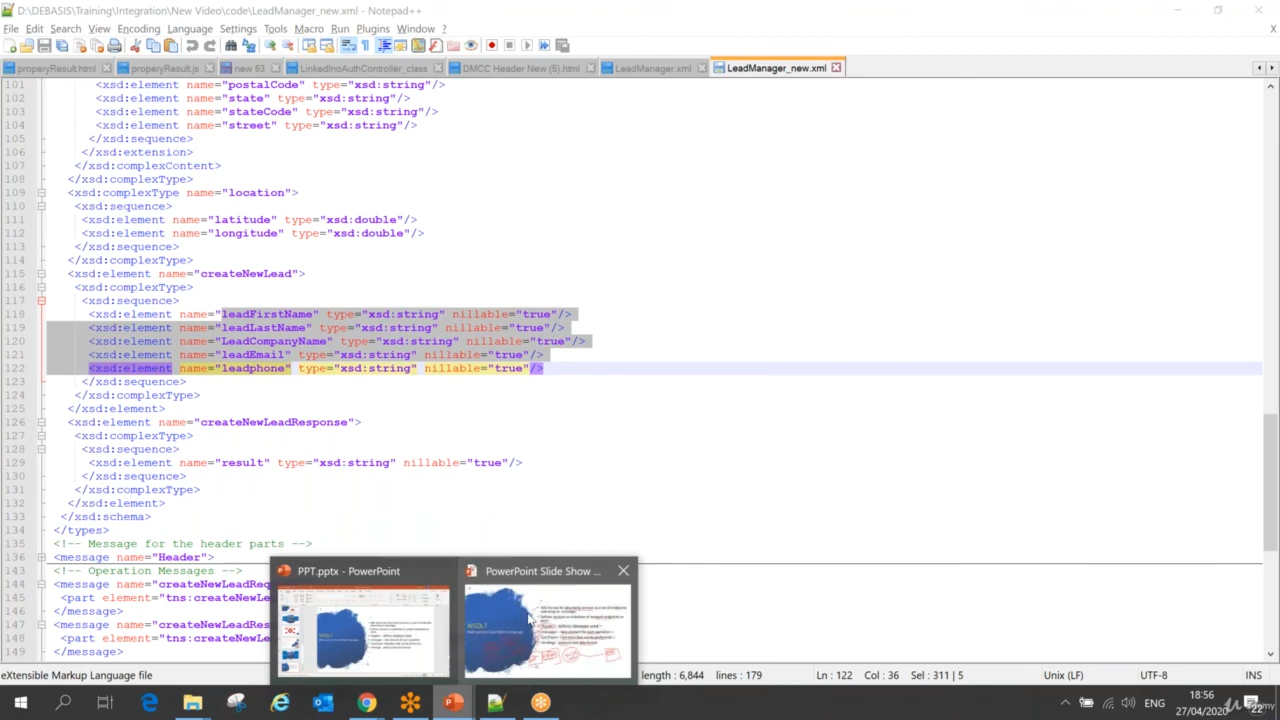 D:\DEBASIS\Training\Integration\New Video\code\LeadManager_new.xml - Notepad++
File Edit Search View Encoding Language Settings Tools Macro Run Plugins Window ?
X
properyResult.html properyResult.js new 63 LinkedinoAuthController_class DMCC Header New (5).html LeadManager.xml LeadManager_new.xml
101 <xsd:element name="postalCode" type="xsd:string"/>
102 <xsd:element name="state" type="xsd:string"/>
103 <xsd:element name="stateCode" type="xsd:string"/>
104 <xsd:element name="street" type="xsd:string"/>
105 </xsd:sequence>
106 </xsd:extension>
107 </xsd:complexContent>
108 </xsd:complexType>
109 <xsd:complexType name="location">
110 <xsd:sequence>
111 <xsd:element name="latitude" type="xsd:double"/>
112 <xsd:element name="longitude" type="xsd:double"/>
113 </xsd:sequence>
114 </xsd:complexType>
115 <xsd:element name="createNewLead">
116 <xsd:complexType>
117 <xsd:sequence>
118 <xsd:element name="leadFirstName" type="xsd:string" nillable="true"/>
119 <xsd:element name="leadLastName" type="xsd:string" nillable="true"/>
120 <xsd:element name="LeadCompanyName" type="xsd:string" nillable="true"/>
121 <xsd:element name="leadEmail" type="xsd:string" nillable="true"/>
122 <xsd:element name="leadphone" type="xsd:string" nillable="true"/>
123 </xsd:sequence>
124 </xsd:complexType>
125 </xsd:element>
126 <xsd:element name="createNewLeadResponse">
127 <xsd:complexType>
128 <xsd:sequence>
129 <xsd:element name="result" type="xsd:string" nillable="true"/>
130 </xsd:sequence>
131 </xsd:complexType>
132 </xsd:element>
133 </xsd:schema>
134 </types>
135 <!-- Message for the header parts -->
136 <message name="Header">
143 <!-- Operation Messages -->
144 <message name="createNewLeadReq
145 <part element="tns:createNewLe
146 </message>
147 <message name="createNewLeadRes
148 <part element="tns:createNewLe
149 </message>
PPT.pptx - PowerPoint
PowerPoint Slide Show ...
WSDL?
eXtensible Markup Language file length : 6,844 lines : 179 Ln : 122 Col : 36 Sel : 311 | 5 Unix (LF) UTF-8 INS
ENG
18:56
27/04/2020
22